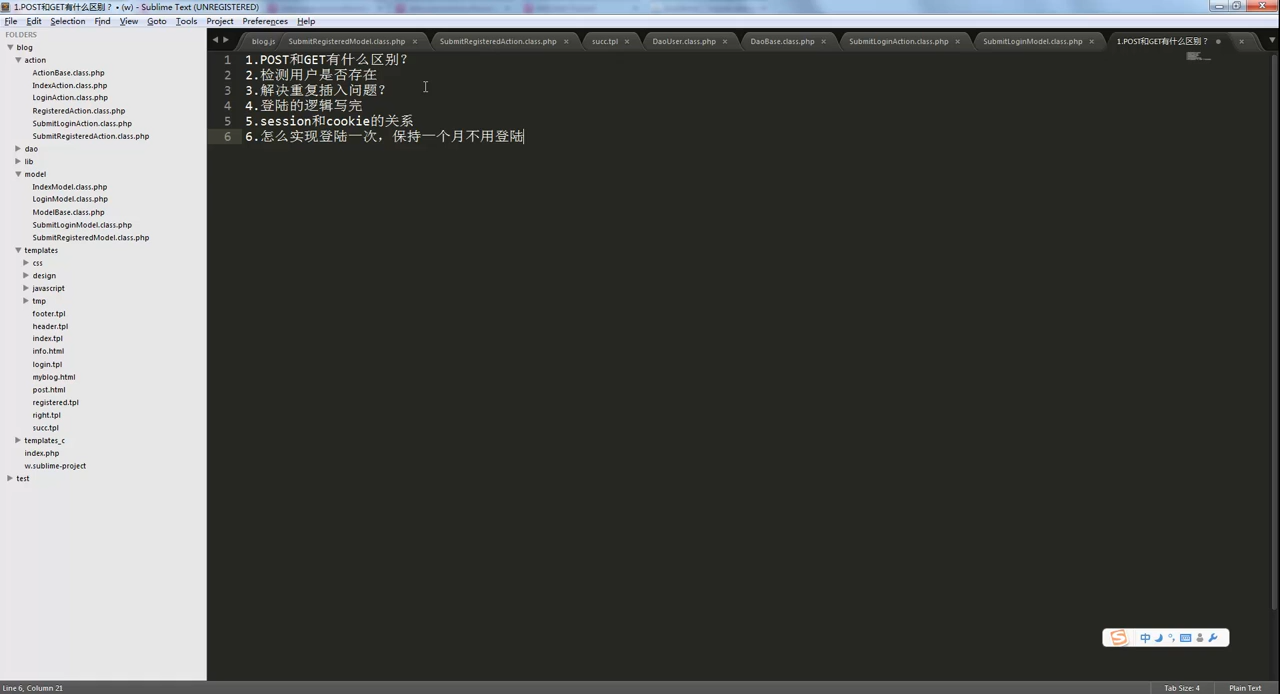 1.POST和GET有什么区别？ • (w) - Sublime Text (UNREGISTERED)
File Edit Selection Find View Goto Tools Project Preferences Help
FOLDERS
blog
action
ActionBase.class.php
IndexAction.class.php
LoginAction.class.php
RegisteredAction.class.php
SubmitLoginAction.class.php
SubmitRegisteredAction.class.php
dao
lib
model
IndexModel.class.php
LoginModel.class.php
ModelBase.class.php
SubmitLoginModel.class.php
SubmitRegisteredModel.class.php
templates
css
design
javascript
tmp
footer.tpl
header.tpl
index.tpl
info.html
login.tpl
myblog.html
post.html
registered.tpl
right.tpl
succ.tpl
templates_c
index.php
w.sublime-project
test
blog.js SubmitRegisteredModel.class.php SubmitRegisteredAction.class.php succ.tpl DaoUser.class.php DaoBase.class.php SubmitLoginAction.class.php SubmitLoginModel.class.php 1.POST和GET有什么区别？
1 1.POST和GET有什么区别？
2 2.检测用户是否存在
3 3.解决重复插入问题？
4 4.登陆的逻辑写完
5 5.session和cookie的关系
6 6.怎么实现登陆一次，保持一个月不用登陆
中
Line 6, Column 21 Tab Size: 4 Plain Text